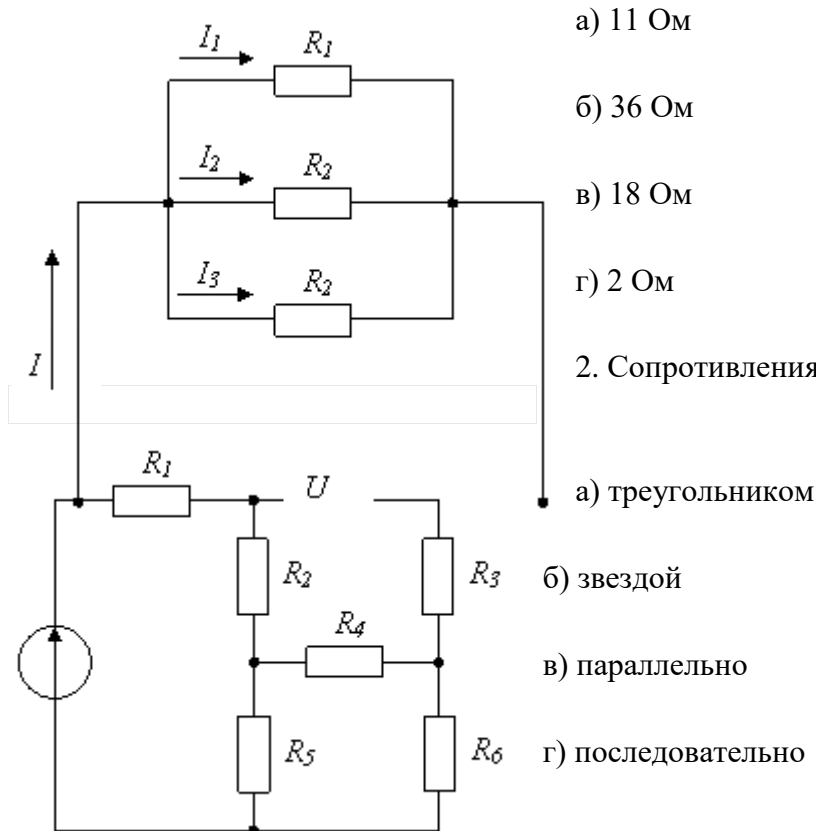 a) 11 Ом
I1 R1
б) 36 Ом
I2 R2
в) 18 Ом
I3 R2
г) 2 Ом
I
2. Сопротивления
R1 U
а) треугольником
R2 R3
б) звездой
R4
в) параллельно
R5 R6
г) последовательно